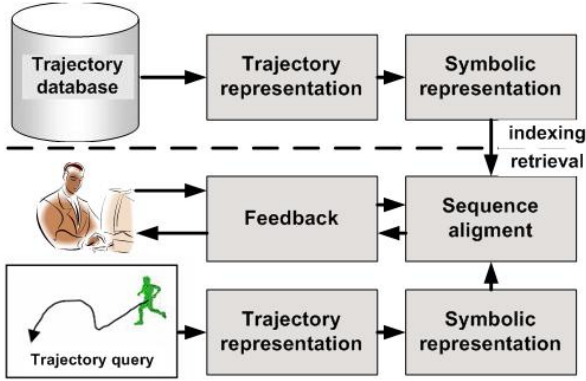 Trajectory
database
Trajectory
representation
Symbolic
representation
indexing
retrieval
Feedback
Sequence
aligment
Trajectory query
Trajectory
representation
Symbolic
representation